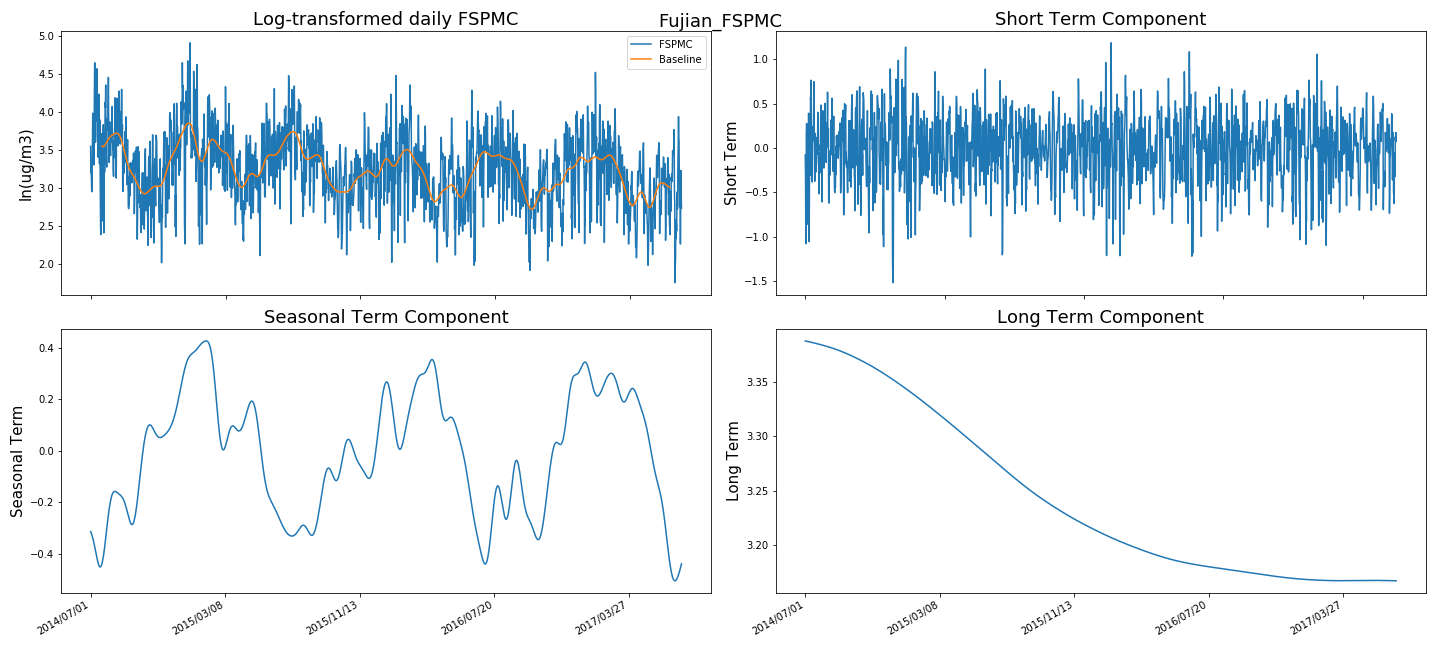 Fujian_FSPMC
Log-transformed daily FSPMC
FSPMC
Baseline
ln(ug/m3)
5.0
4.5
4.0
3.5
3.0
2.5
2.0
Short Term Component
Short Term
1.0
0.5
0.0
−0.5
−1.0
−1.5
Seasonal Term Component
Seasonal Term
0.4
0.2
0.0
−0.2
−0.4
2014/07/01
2015/03/08
2015/11/13
2016/07/20
2017/03/27
Long Term Component
Long Term
3.35
3.30
3.25
3.20
2014/07/01
2015/03/08
2015/11/13
2016/07/20
2017/03/27